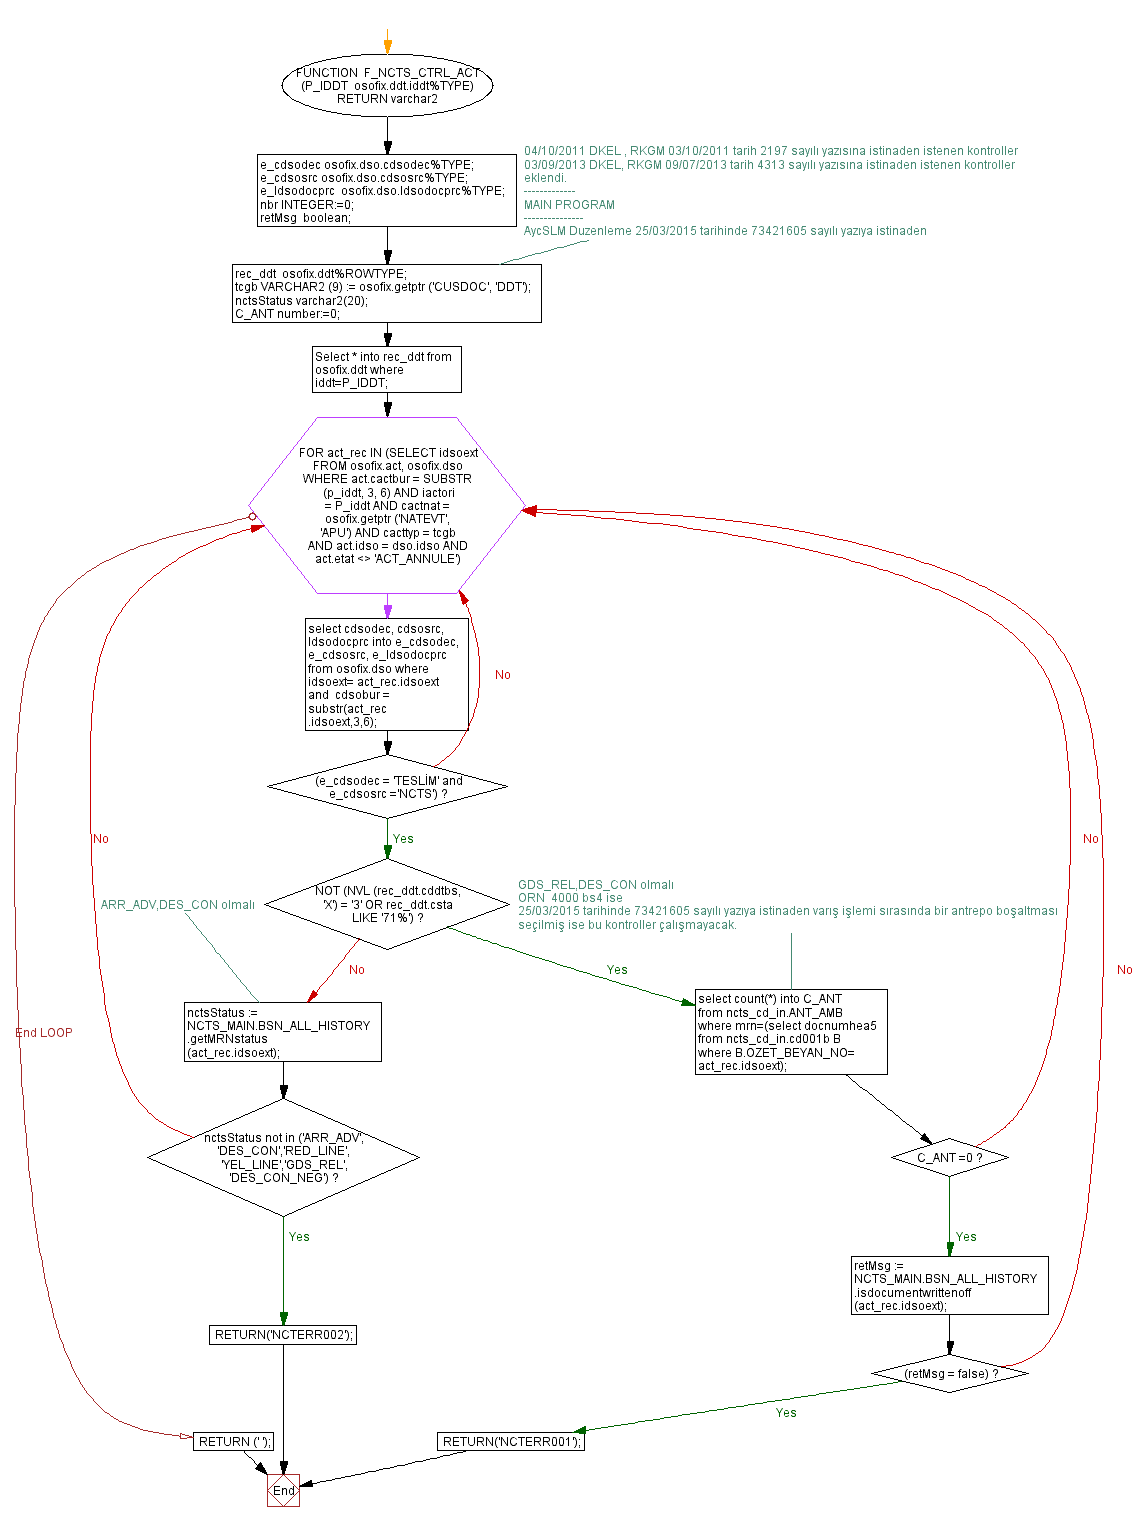 FUNCTION  F_NCTS_CTRL_ACT
(P_IDDT  osofix.ddt.iddt%TYPE)
RETURN varchar2
e_cdsodec osofix.dso.cdsodec%TYPE;
e_cdsosrc osofix.dso.cdsosrc%TYPE;
e_ldsodocprc  osofix.dso.ldsodocprc%TYPE;
nbr INTEGER:=0;
retMsg  boolean;
04/10/2011 DKEL , RKGM 03/10/2011 tarih 2197 sayılı yazısına istinaden istenen kontroller
03/09/2013 DKEL, RKGM 09/07/2013 tarih 4313 sayılı yazısına istinaden istenen kontroller
eklendi.
-------------
MAIN PROGRAM
---------------
AycSLM Duzenleme 25/03/2015 tarihinde 73421605 sayılı yazıya istinaden
rec_ddt  osofix.ddt%ROWTYPE;
tcgb VARCHAR2 (9) := osofix.getptr ('CUSDOC', 'DDT');
nctsStatus varchar2(20);
C_ANT number:=0;
Select * into rec_ddt from
osofix.ddt where
iddt=P_IDDT;
FOR act_rec IN (SELECT idsoext
FROM osofix.act, osofix.dso
WHERE act.cactbur = SUBSTR
(p_iddt, 3, 6) AND iactori
= P_iddt AND cactnat =
osofix.getptr ('NATEVT',
'APU') AND cacttyp = tcgb
AND act.idso = dso.idso AND
act.etat <> 'ACT_ANNULE')
select cdsodec, cdsosrc,
ldsodocprc into e_cdsodec,
e_cdsosrc, e_ldsodocprc
from osofix.dso where
idsoext= act_rec.idsoext
and  cdsobur =
substr(act_rec
.idsoext,3,6);
No
(e_cdsodec = 'TESLİM' and
e_cdsosrc ='NCTS') ?
Yes
No
No
NOT (NVL (rec_ddt.cddtbs,
'X') = '3' OR rec_ddt.csta
LIKE '71%') ?
ARR_ADV,DES_CON olmalı
GDS_REL,DES_CON olmalı
ORN  4000 bs4 ise
25/03/2015 tarihinde 73421605 sayılı yazıya istinaden varış işlemi sırasında bir antrepo boşaltması
seçilmiş ise bu kontroller çalışmayacak.
No
Yes
No
nctsStatus :=
NCTS_MAIN.BSN_ALL_HISTORY
.getMRNstatus
(act_rec.idsoext);
select count(*) into C_ANT
from ncts_cd_in.ANT_AMB
where mrn=(select docnumhea5
from ncts_cd_in.cd001b B
where B.OZET_BEYAN_NO=
act_rec.idsoext);
End LOOP
nctsStatus not in ('ARR_ADV',
'DES_CON','RED_LINE',
'YEL_LINE','GDS_REL',
'DES_CON_NEG') ?
C_ANT =0 ?
Yes
Yes
retMsg :=
NCTS_MAIN.BSN_ALL_HISTORY
.isdocumentwrittenoff
(act_rec.idsoext);
RETURN('NCTERR002');
(retMsg = false) ?
Yes
RETURN (' ');
RETURN('NCTERR001');
End